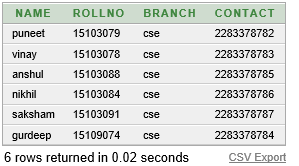 NAME ROLLNO BRANCH CONTACT
puneet 15103079 cse 2283378782
vinay 15103078 cse 2283378783
anshul 15103088 cse 2283378785
nikhil 15103084 cse 2283378786
saksham 15103091 cse 2283378787
gurdeep 15109074 cse 2283378784
6 rows returned in 0.02 seconds CSV Export